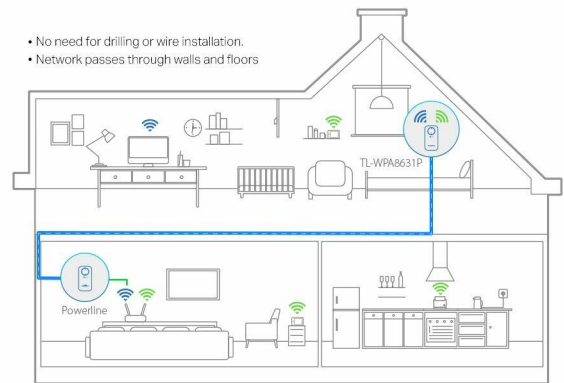 • No need for drilling or wire installation.
• Network passes through walls and floors
TL-WPA8631P
Powerline